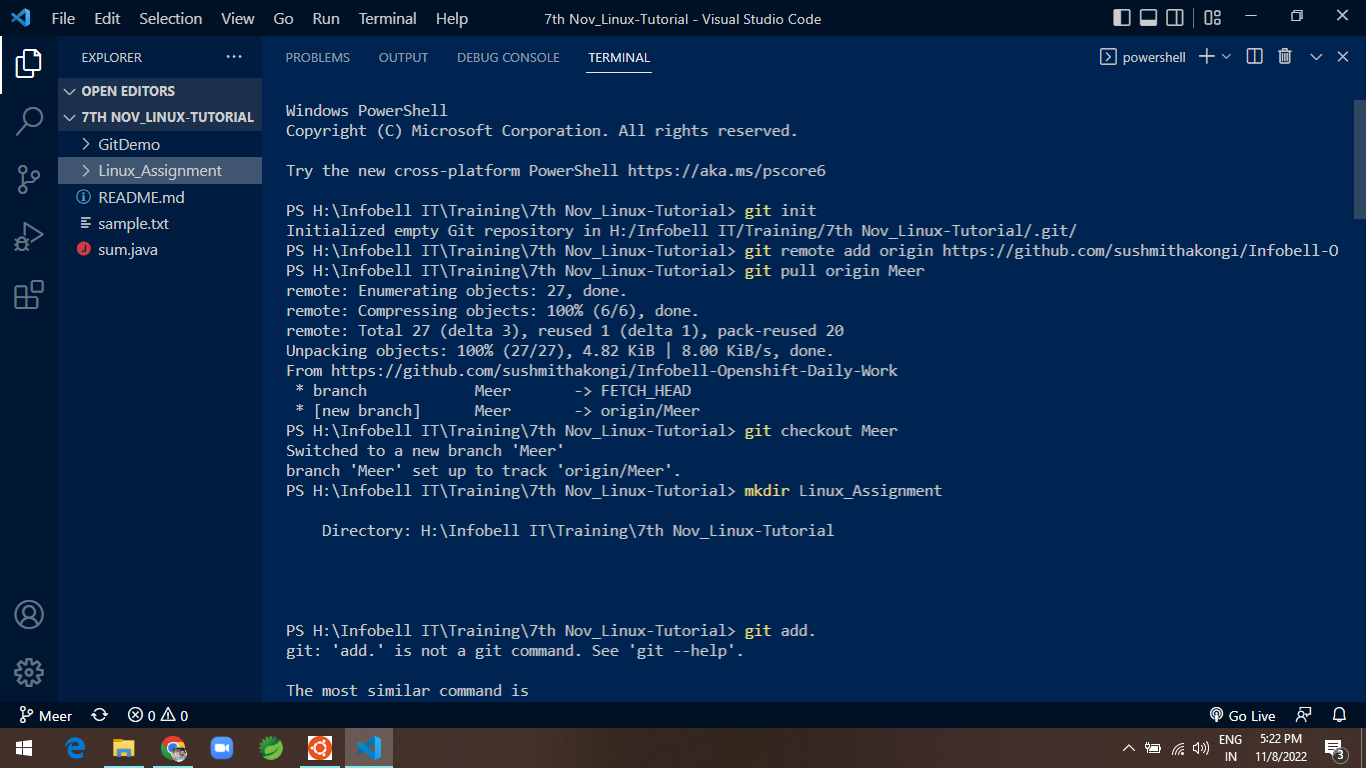 File Edit Selection View Go Run Terminal Help
7th Nov_Linux-Tutorial - Visual Studio Code
EXPLORER
OPEN EDITORS
7TH NOV_LINUX-TUTORIAL
GitDemo
Linux_Assignment
README.md
sample.txt
sum.java
PROBLEMS OUTPUT DEBUG CONSOLE TERMINAL
powershell
Windows PowerShell
Copyright (C) Microsoft Corporation. All rights reserved.
Try the new cross-platform PowerShell https://aka.ms/pscore6
PS H:\Infobell IT\Training\7th Nov_Linux-Tutorial> git init
Initialized empty Git repository in H:/Infobell IT/Training/7th Nov_Linux-Tutorial/.git/
PS H:\Infobell IT\Training\7th Nov_Linux-Tutorial> git remote add origin https://github.com/sushmithakongi/Infobell-O
PS H:\Infobell IT\Training\7th Nov_Linux-Tutorial> git pull origin Meer
remote: Enumerating objects: 27, done.
remote: Compressing objects: 100% (6/6), done.
remote: Total 27 (delta 3), reused 1 (delta 1), pack-reused 20
Unpacking objects: 100% (27/27), 4.82 KiB | 8.00 KiB/s, done.
From https://github.com/sushmithakongi/Infobell-Openshift-Daily-Work
* branch Meer -> FETCH_HEAD
* [new branch] Meer -> origin/Meer
PS H:\Infobell IT\Training\7th Nov_Linux-Tutorial> git checkout Meer
Switched to a new branch 'Meer'
branch 'Meer' set up to track 'origin/Meer'.
PS H:\Infobell IT\Training\7th Nov_Linux-Tutorial> mkdir Linux_Assignment
Directory: H:\Infobell IT\Training\7th Nov_Linux-Tutorial
PS H:\Infobell IT\Training\7th Nov_Linux-Tutorial> git add.
git: 'add.' is not a git command. See 'git --help'.
The most similar command is
Meer 0 0
Go Live
ENG
IN
5:22 PM
11/8/2022
3